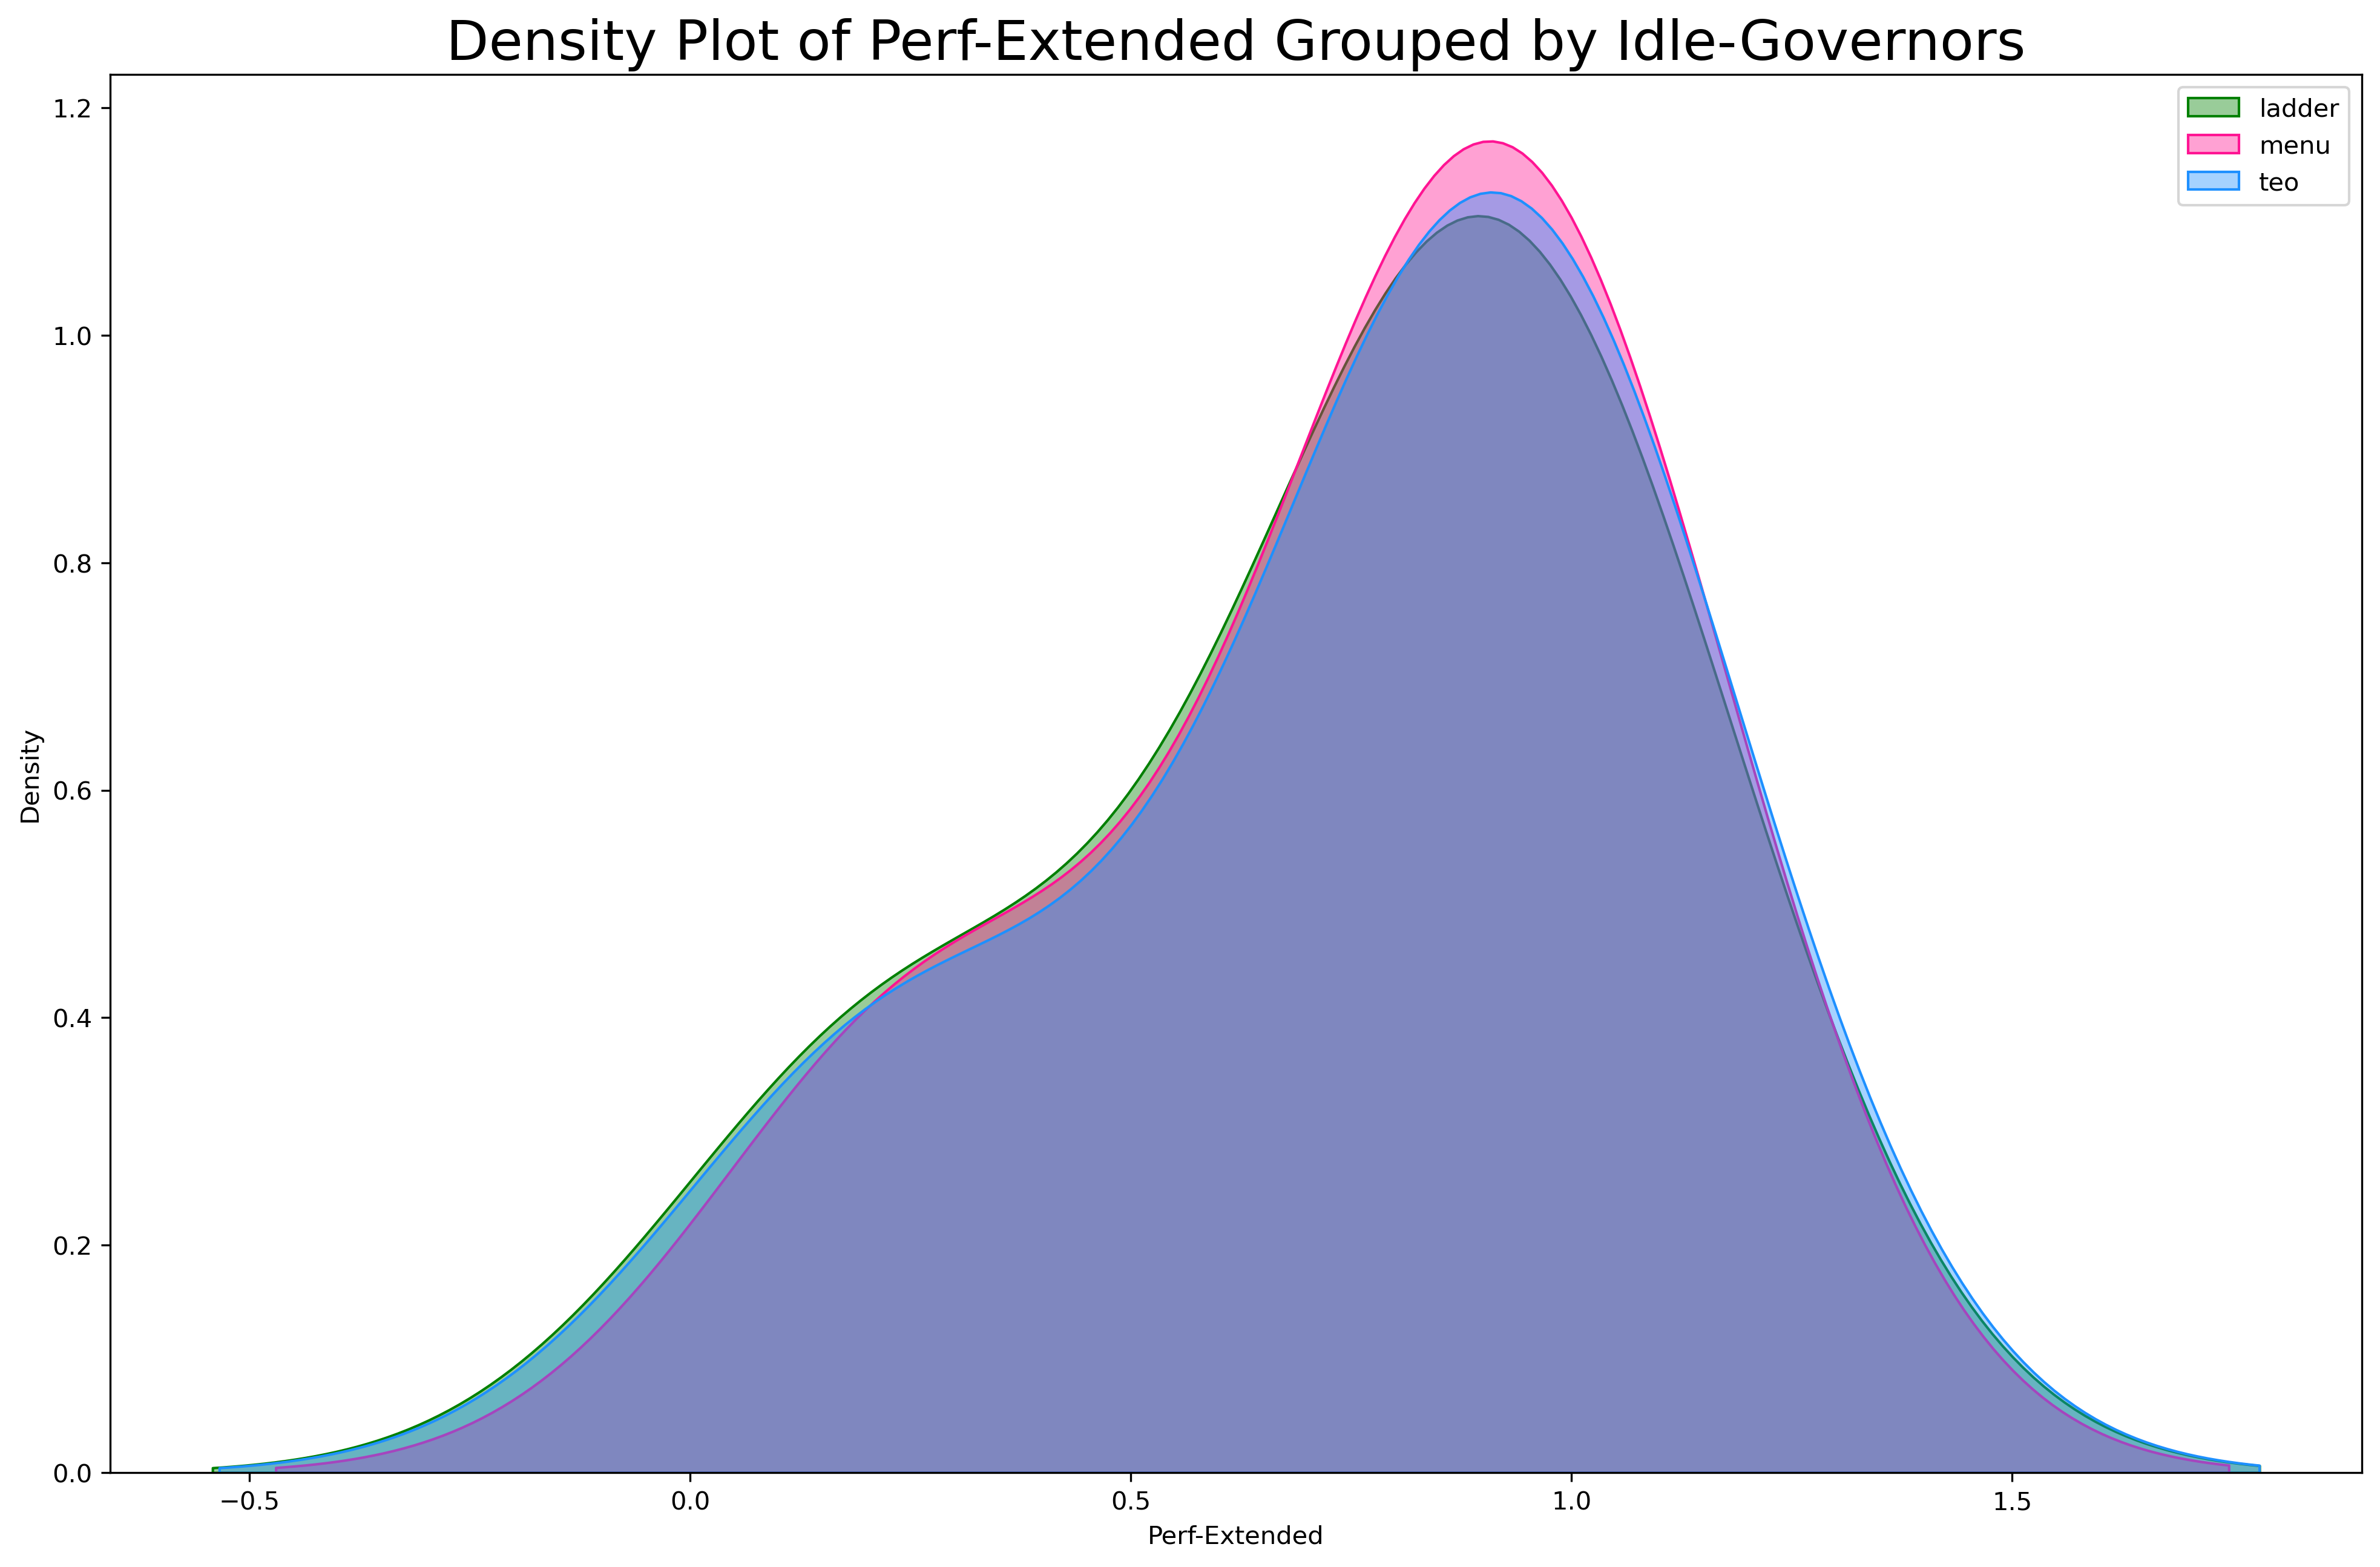 Density Plot of Perf-Extended Grouped by Idle-Governors
ladder
menu
teo
1.2
1.0
0.8
0.6
0.4
0.2
0.0
Density
−0.5
0.0
0.5
1.0
1.5
Perf-Extended